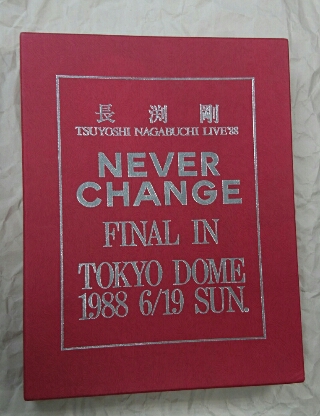 長渕剛
TSUYOSHI NAGABUCHI LIVE'88
NEVER
CHANGE
FINAL IN
TOKYO DOME
1988 6/19 SUN.